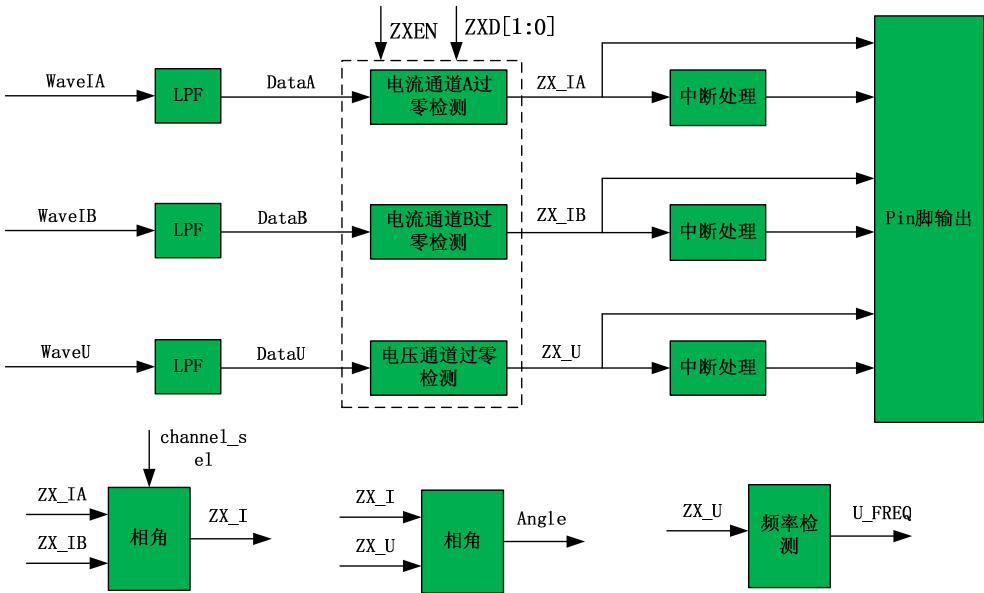 ZXEN
ZXD[1:0]
WaveIA
LPF
DataA
电流通道A过
零检测
ZX_IA
中断处理
WaveIB
LPF
DataB
电流通道B过
零检测
ZX_IB
中断处理
Pin脚输出
WaveU
LPF
DataU
电压通道过零
检测
ZX_U
中断处理
channel_s
el
ZX_IA
ZX_IB
相角
ZX_I
ZX_I
ZX_U
相角
Angle
ZX_U
频率检
测
U_FREQ